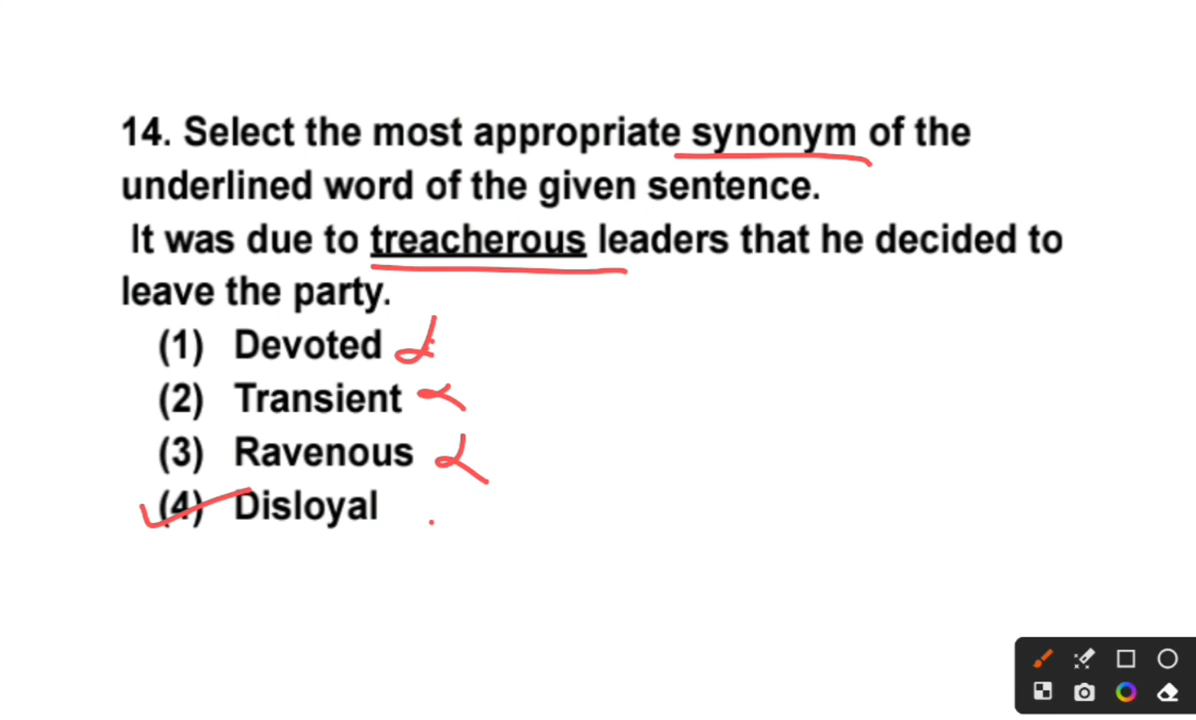 14. Select the most appropriate synonym of the
underlined word of the given sentence.
It was due to treacherous leaders that he decided to
leave the party.
(1) Devoted
(2) Transient
(3) Ravenous
(4) Disloyal